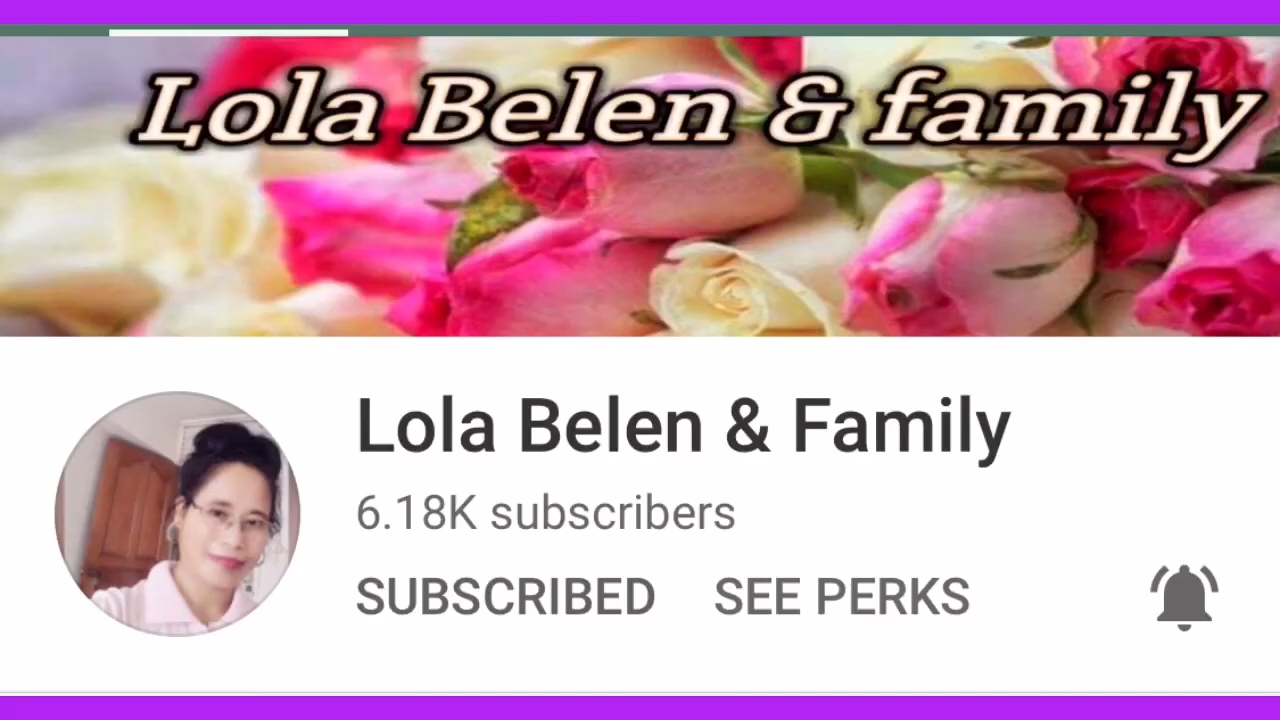 Lola Belen & family
Lola Belen & Family
6.18K subscribers
SUBSCRIBED SEE PERKS